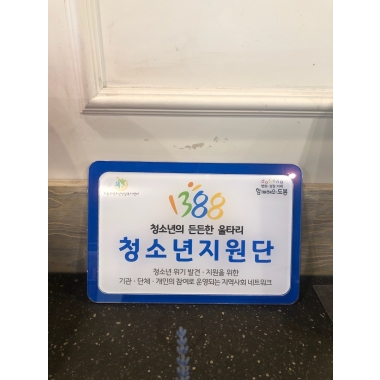 1388
청소년의 든든한 울타리
청소년지원단
청소년 위기 발견·지원을 위한
기관·단체·개인의 참여로 운영되는 지역사회 네트워크